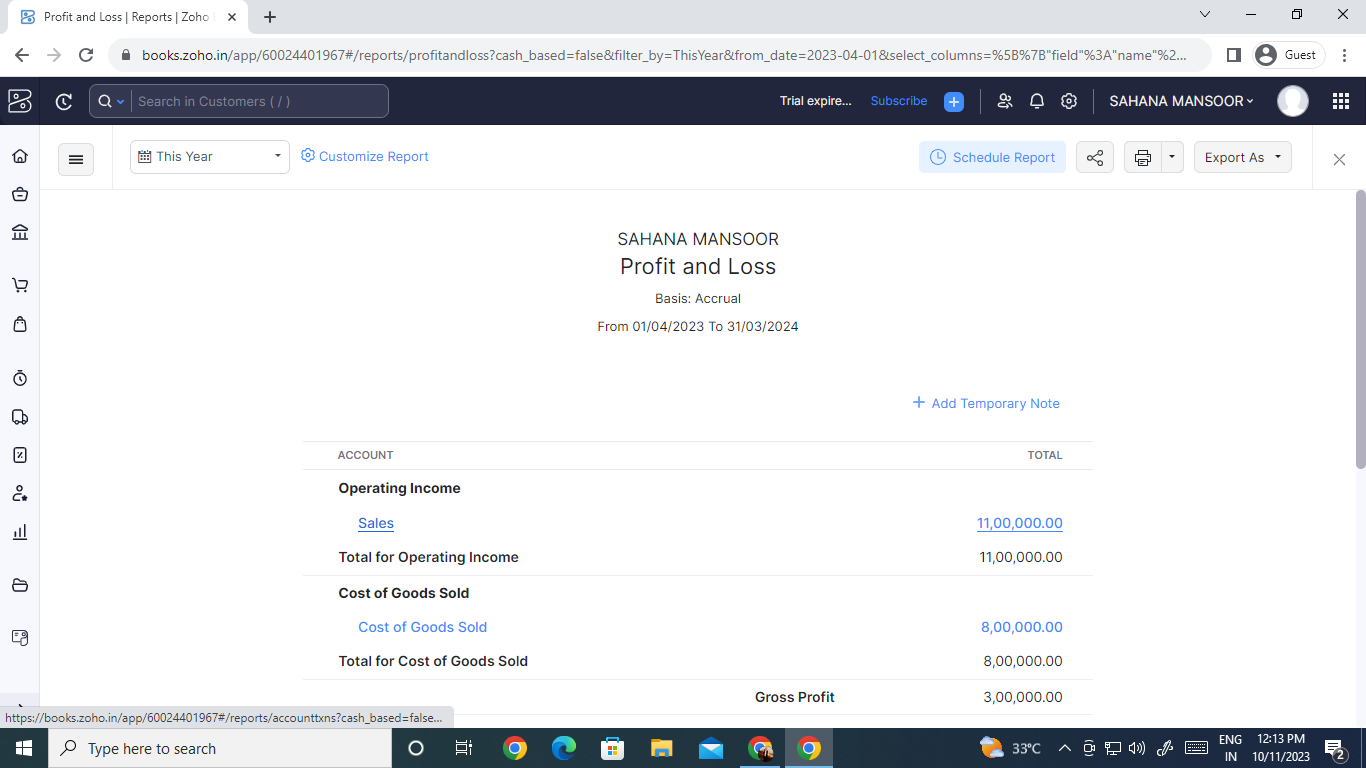 Profit and Loss | Reports | Zoho
books.zoho.in/app/60024401967#/reports/profitandloss?cash_based=false&filter_by=ThisYear&from_date=2023-04-01&select_columns=%5B%7B"field"%3A"name"%2...
Guest
Search in Customers ( / )
Trial expire...
Subscribe
SAHANA MANSOOR
This Year
Customize Report
Schedule Report
Export As
SAHANA MANSOOR
Profit and Loss
Basis: Accrual
From 01/04/2023 To 31/03/2024
Add Temporary Note
ACCOUNT TOTAL
Operating Income
Sales 11,00,000.00
Total for Operating Income 11,00,000.00
Cost of Goods Sold
Cost of Goods Sold 8,00,000.00
Total for Cost of Goods Sold 8,00,000.00
Gross Profit 3,00,000.00
https://books.zoho.in/app/60024401967#/reports/accounttxns?cash_based=false...
Type here to search
33°C
ENG
IN
12:13 PM
10/11/2023
2